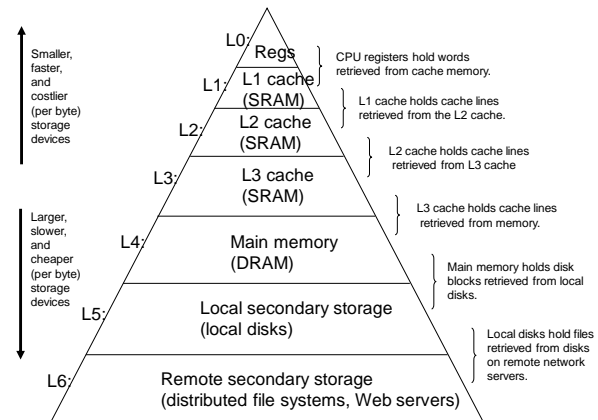 L0:
Regs
CPU registers hold words
retrieved from cache memory.
Smaller,
faster,
and
costlier
(per byte)
storage
devices
L1:
L1 cache
(SRAM)
L1 cache holds cache lines
retrieved from the L2 cache.
L2:
L2 cache
(SRAM)
L2 cache holds cache lines
retrieved from L3 cache
L3:
L3 cache
(SRAM)
L3 cache holds cache lines
retrieved from memory.
Larger,
slower,
and
cheaper
(per byte)
storage
devices
L4:
Main memory
(DRAM)
Main memory holds disk
blocks retrieved from local
disks.
L5:
Local secondary storage
(local disks)
Local disks hold files
retrieved from disks
on remote network
servers.
L6:
Remote secondary storage
(distributed file systems, Web servers)